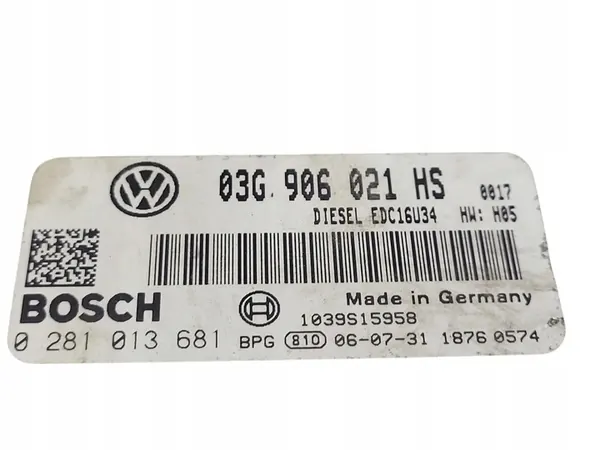 03G 906 021 HS 0017
DIESEL EDC16U34 HW: H05
BOSCH
Made in Germany
1039S15958
0 281 013 681 BPG 810 06-07-31 1876 0574